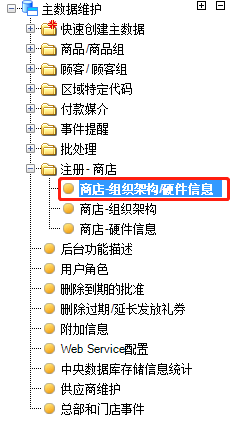 主数据维护
快速创建主数据
商品/商品组
顾客/顾客组
区域特定代码
付款媒介
事件提醒
批处理
注册- 商店
商店-组织架构/硬件信息
商店-组织架构
商店-硬件信息
后台功能描述
用户角色
删除到期的批准
删除过期/延长发放礼券
附加信息
Web Service配置
中央数据库存储信息统计
供应商维护
总部和门店事件